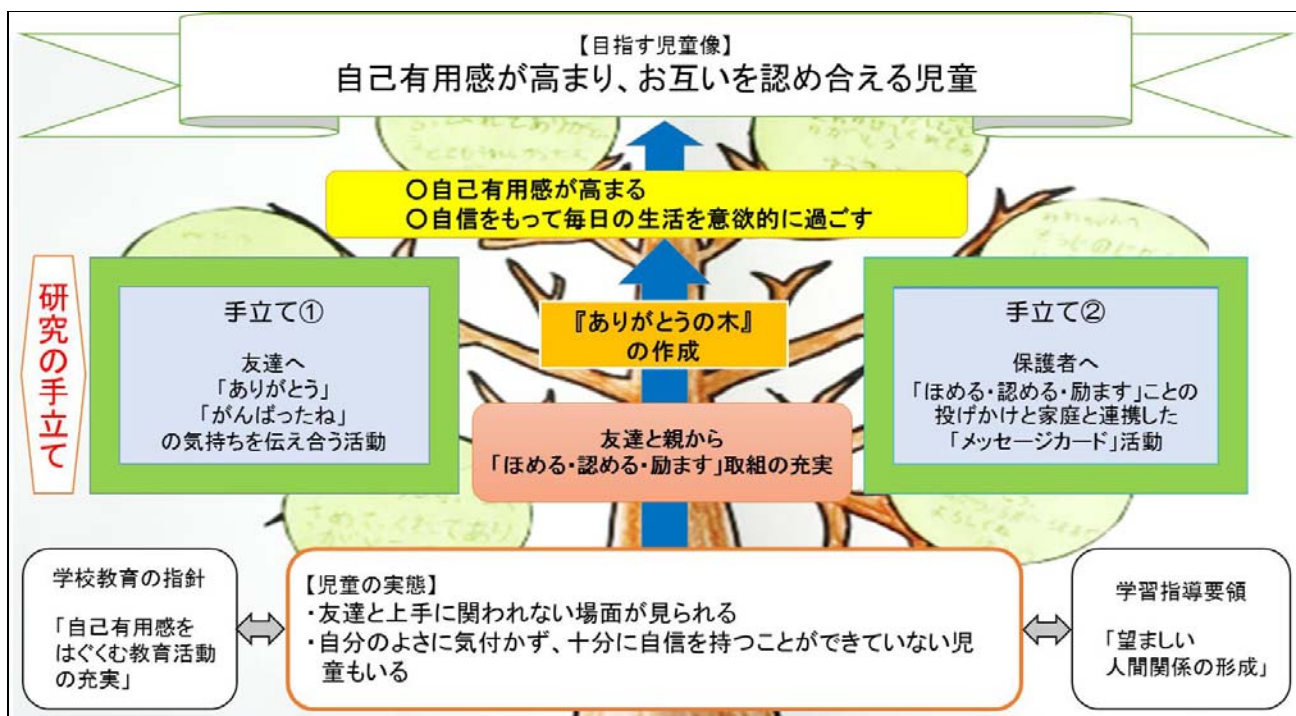 【目指す児童像】
自己有用感が高まり、お互いを認め合える児童
〇自己有用感が高まる
〇自信をもって毎日の生活を意欲的に過ごす
研究の手立て
手立て①
友達へ
「ありがとう」
「がんばったね」
の気持ちを伝え合う活動
『ありがとうの木』
の作成
友達と親から
「ほめる・認める・励ます」取組の充実
手立て②
保護者へ
「ほめる・認める・励ます」ことの
投げかけと家庭と連携した
「メッセージカード」活動
学校教育の指針
「自己有用感を
はぐくむ教育活動
の充実」
【児童の実態】
・友達と上手に関われない場面が見られる
・自分のよさに気付かず、十分に自信を持つことができていない児
童もいる
学習指導要領
「望ましい
人間関係の形成」